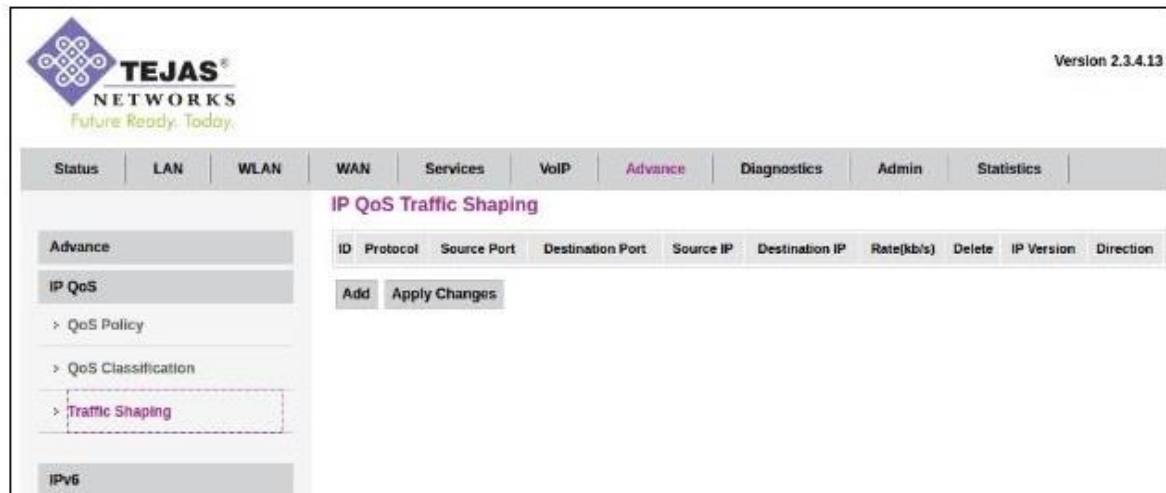 TEJAS®
NETWORKS
Future Ready. Today.
Version 2.3.4.13
Status LAN WLAN WAN Services VoIP Advance Diagnostics Admin Statistics
IP QoS Traffic Shaping
Advance
IP QoS
> QoS Policy
> QoS Classification
> Traffic Shaping
IPv6
ID Protocol Source Port Destination Port Source IP Destination IP Rate(kb/s) Delete IP Version Direction
Add Apply Changes